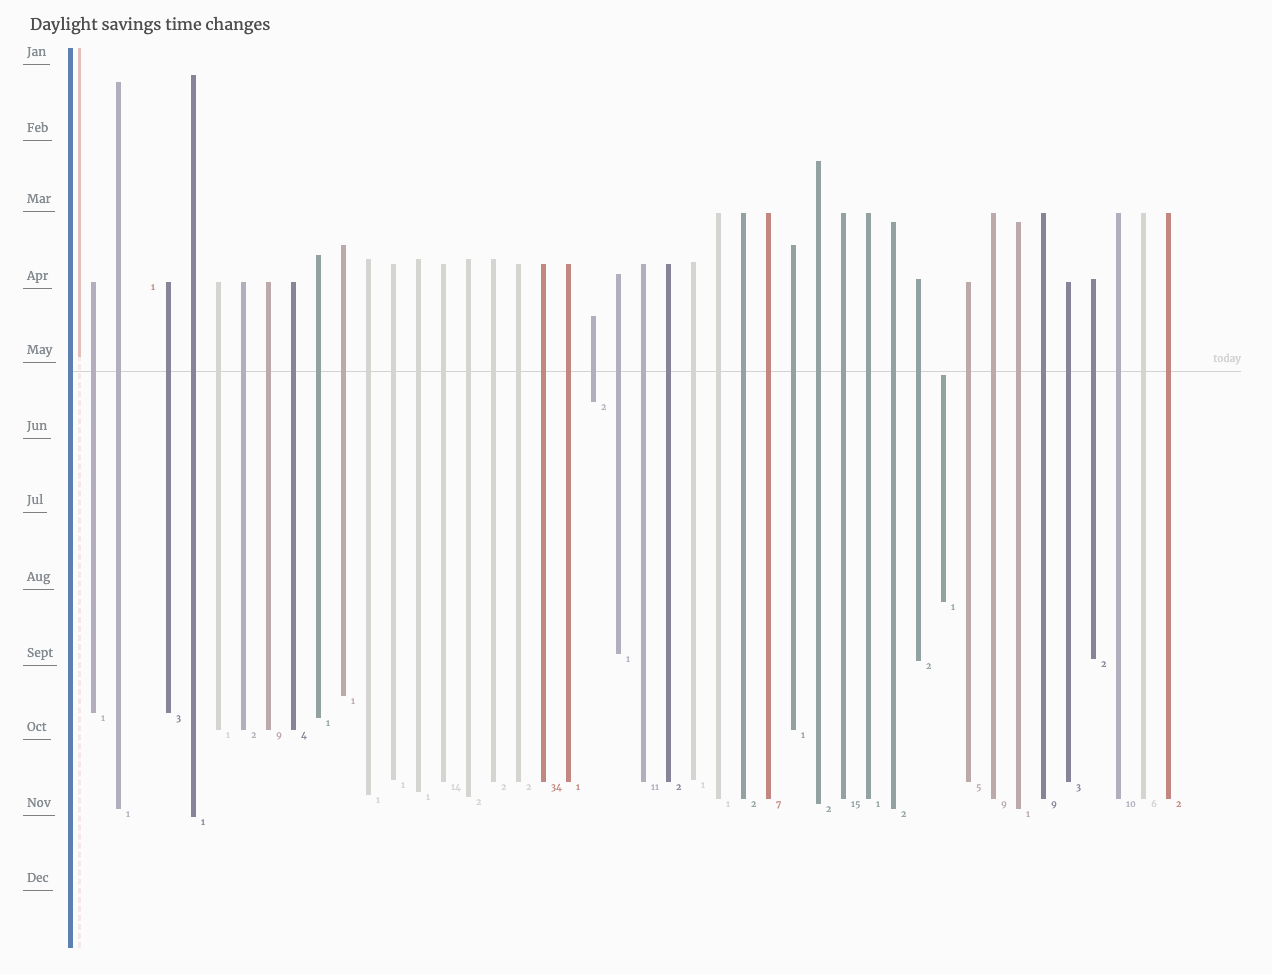 Daylight savings time changes
Jan
Feb
Mar
Apr
1
May
today
2
Jun
Jul
Aug
1
Sept
1
2
2
1
1 3 1
Oct
1 2 9 4 1
1 14 2 2 34 1 11 2 1 5 3
1 1 2
Nov
1 2 7 2 15 1 9 9 10 6 2
1 2 1
1
Dec